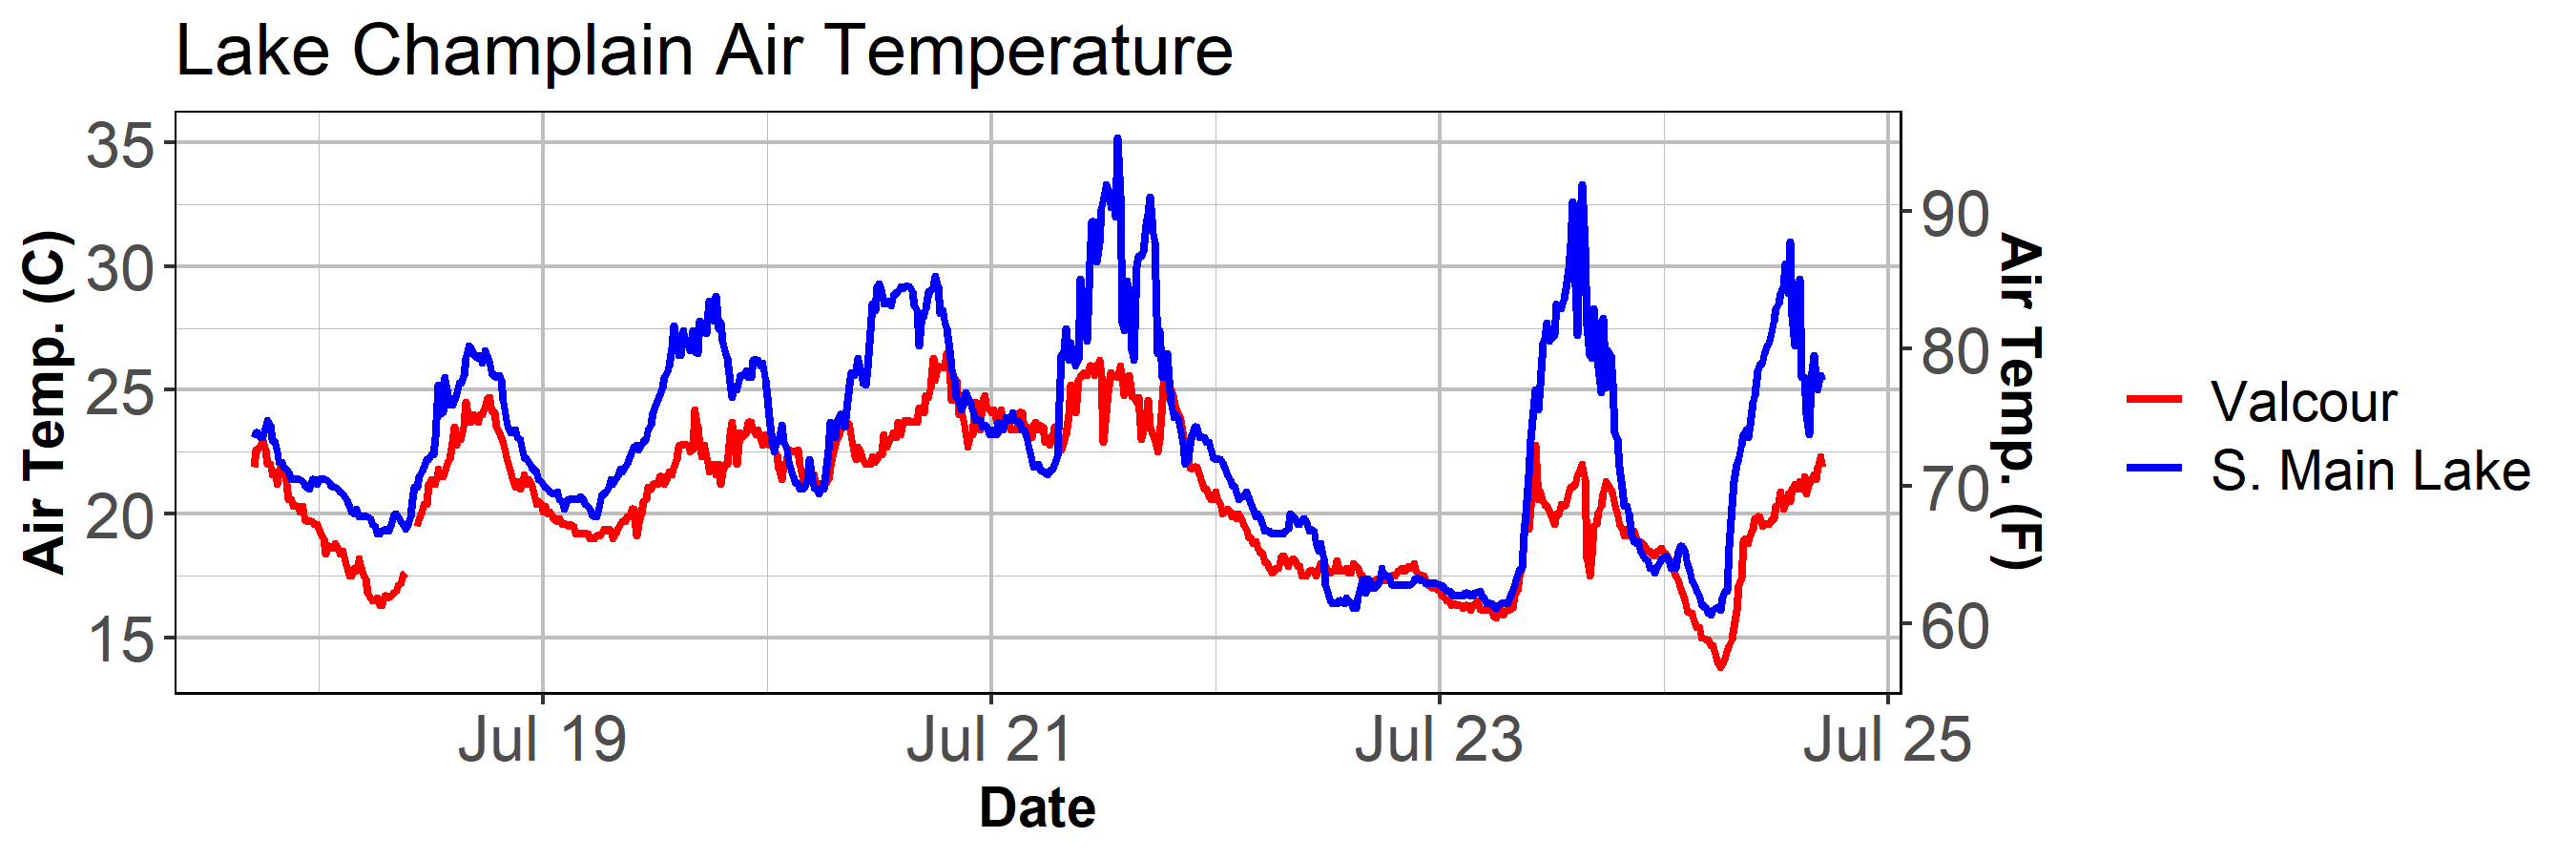 Lake Champlain Air Temperature
35
30
25
20
15
Air Temp. (C)
90
80
70
60
Air Temp. (F)
Jul 19
Jul 21
Jul 23
Jul 25
Date
Valcour
S. Main Lake